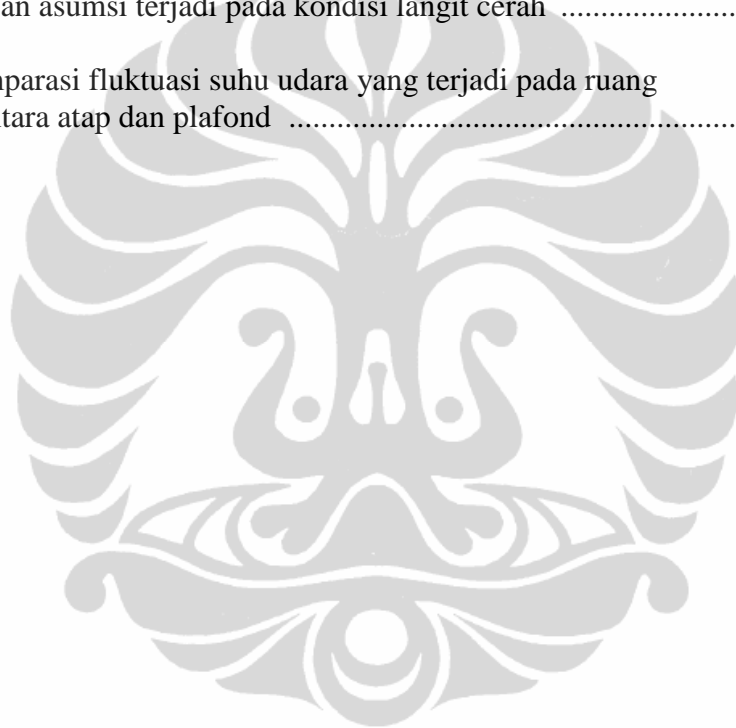 an asumsi terjadi pada kondisi langit cerah ......................
nparasi fluktuasi suhu udara yang terjadi pada ruang
ntara atap dan plafond .........................................................